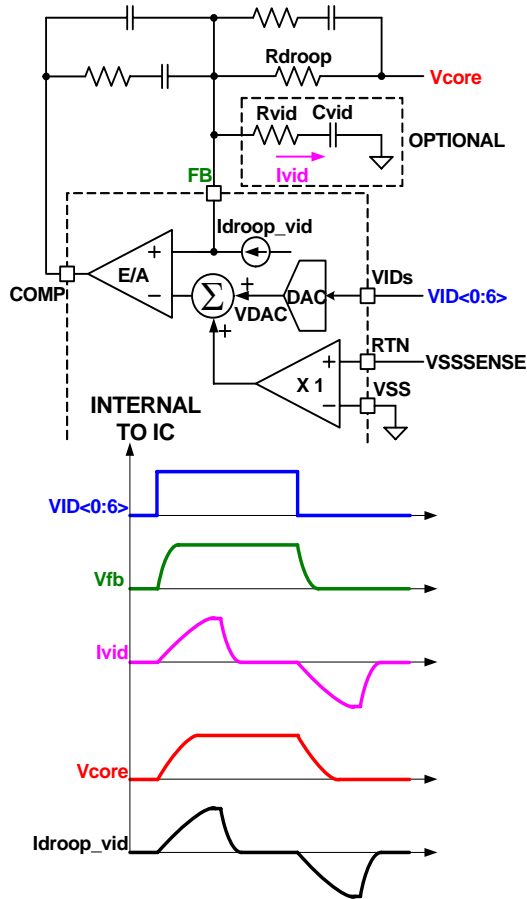 Rdroop
Vcore
Rvid
Cvid
OPTIONAL
Ivid
FB
Idroop_vid
E/A
+
−
COMP
Σ
+
+
VDAC
DAC
VIDs
VID<0:6>
RTN
VSSSENSE
X 1
+
−
VSS
INTERNAL
TO IC
VID<0:6>
Vfb
Ivid
Vcore
Idroop_vid